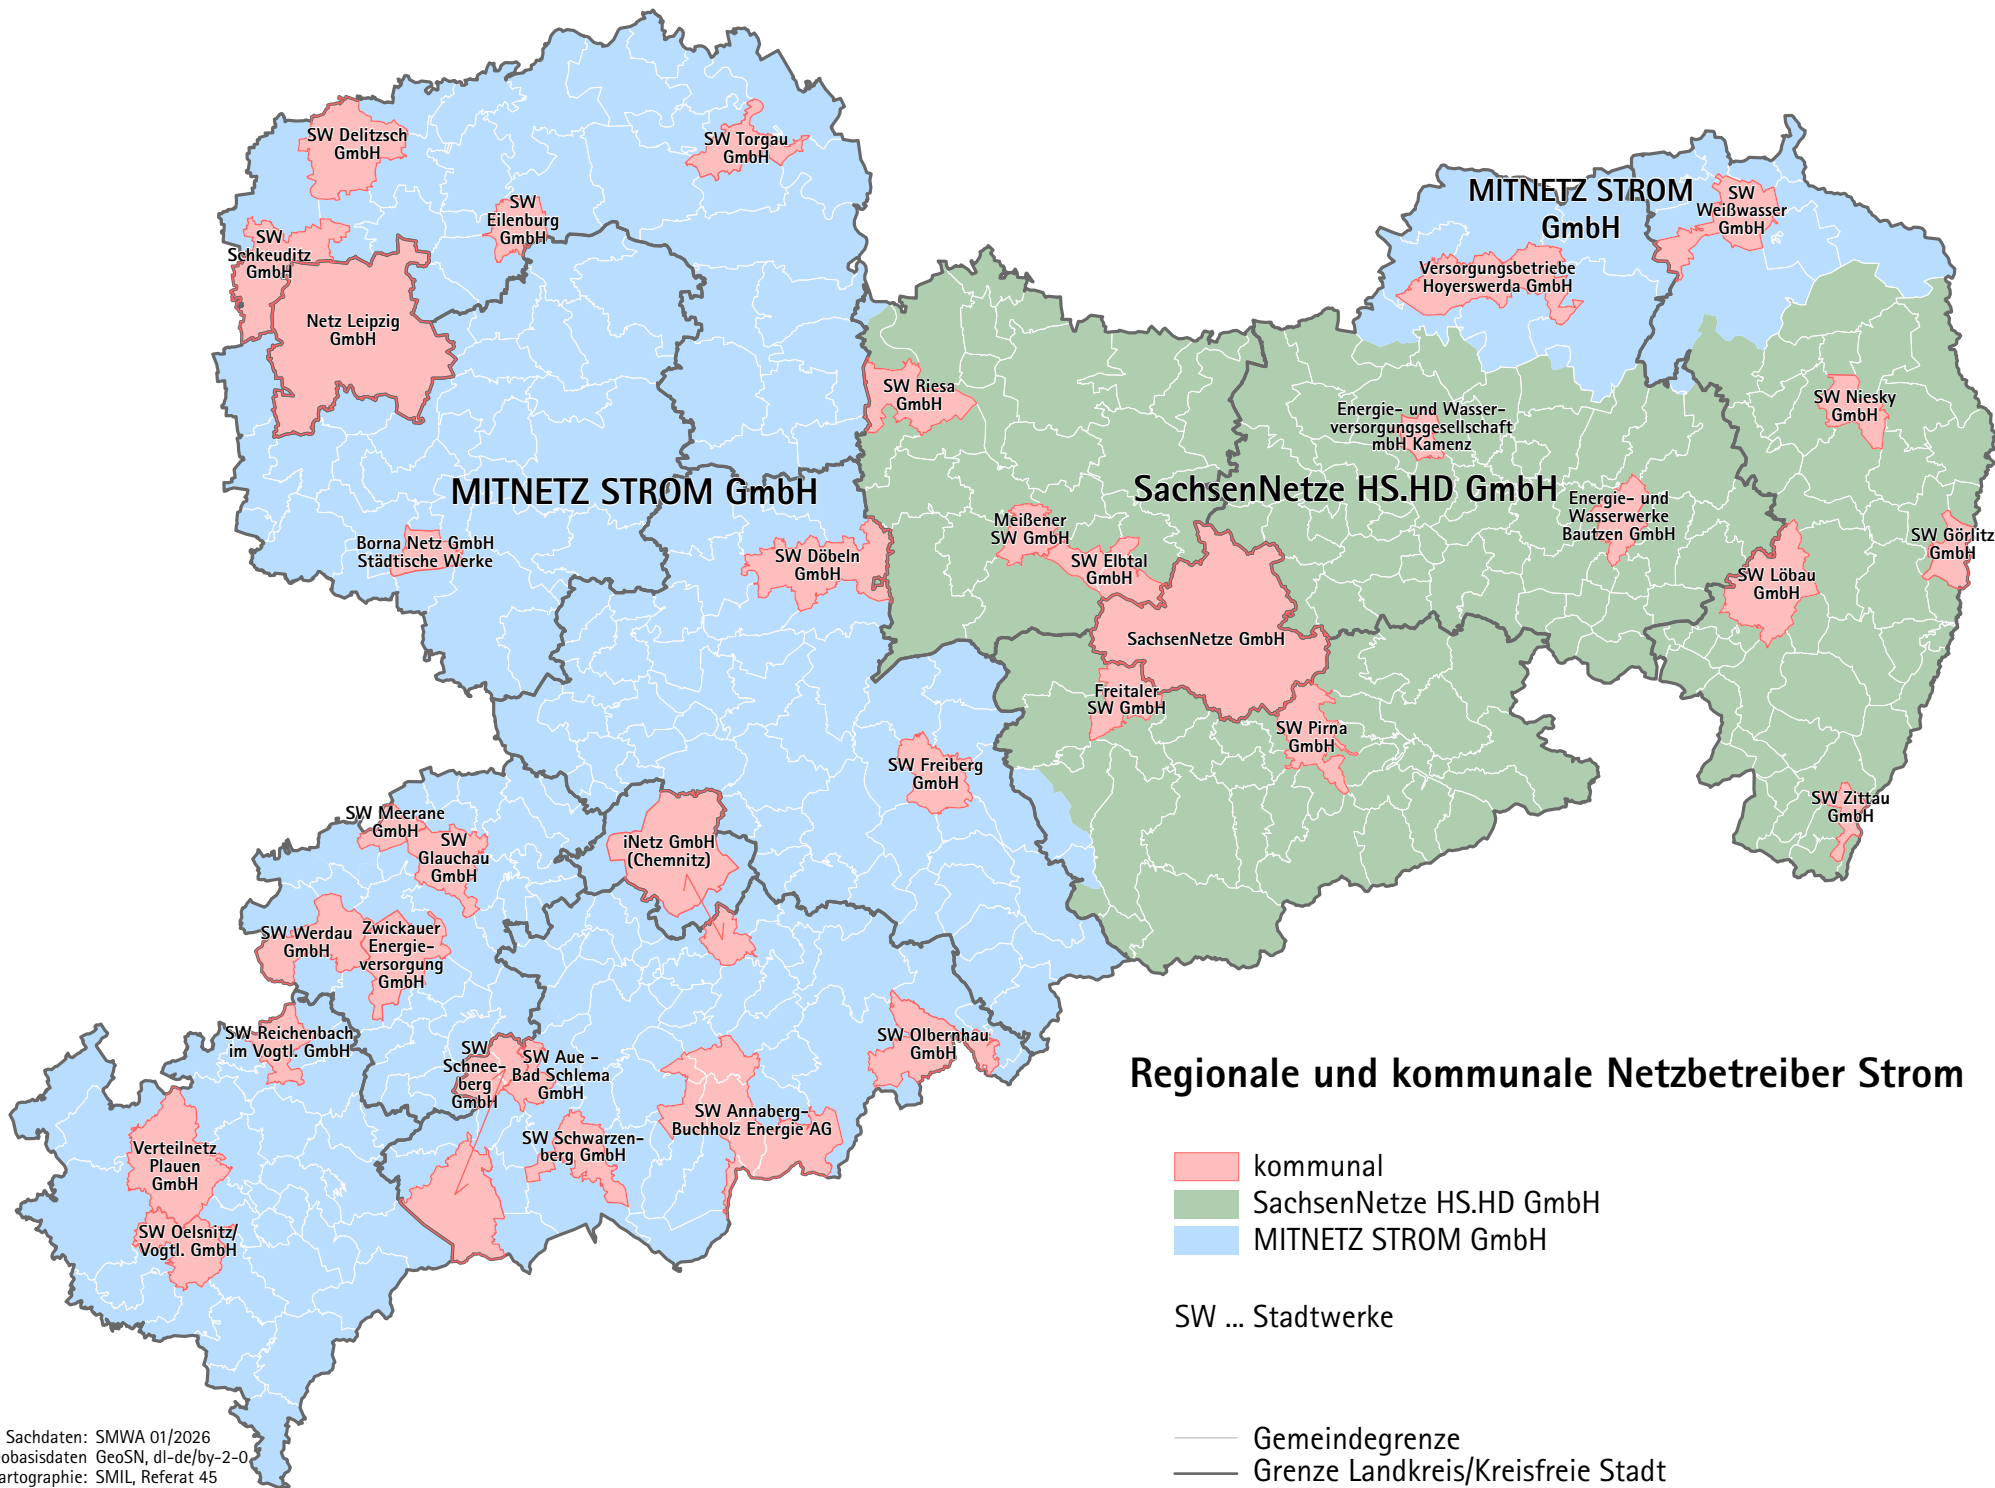 SW Delitzsch
GmbH
SW Torgau
GmbH
SW
Eilenburg
GmbH
SW
Schkeuditz
GmbH
Netz Leipzig
GmbH
MITNETZ STROM
GmbH
SW
Weißwasser
GmbH
Versorgungsbetriebe
Hoyerswerda GmbH
SW Riesa
GmbH
Energie- und Wasser-
versorgungsgesellschaft
mbH Kamenz
SW Niesky
GmbH
MITNETZ STROM GmbH
SachsenNetze HS.HD GmbH
Energie- und
Wasserwerke
Bautzen GmbH
Meißener
SW GmbH
SW Görlitz
GmbH
Borna Netz GmbH
Städtische Werke
SW Döbeln
GmbH
SW Elbtal
GmbH
SW Löbau
GmbH
SachsenNetze GmbH
Freitaler
SW GmbH
SW Pirna
GmbH
SW Freiberg
GmbH
SW Zittau
GmbH
SW Meerane
GmbH
SW
Glauchau
GmbH
iNetz GmbH
(Chemnitz)
SW Werdau
GmbH
Zwickauer
Energie-
versorgung
GmbH
SW Reichenbach
im Vogtl. GmbH
SW
Schnee-
berg
GmbH
SW Aue -
Bad Schlema
GmbH
SW Olbernhau
GmbH
SW Annaberg-
Buchholz Energie AG
SW Schwarzen-
berg GmbH
Verteilnetz
Plauen
GmbH
SW Oelsnitz/
Vogtl. GmbH
Regionale und kommunale Netzbetreiber Strom
kommunal
SachsenNetze HS.HD GmbH
MITNETZ STROM GmbH
SW ... Stadtwerke
Gemeindegrenze
Grenze Landkreis/Kreisfreie Stadt
Sachdaten: SMWA 01/2026
obasisdaten GeoSN, dl-de/by-2-0
artographie: SMIL, Referat 45